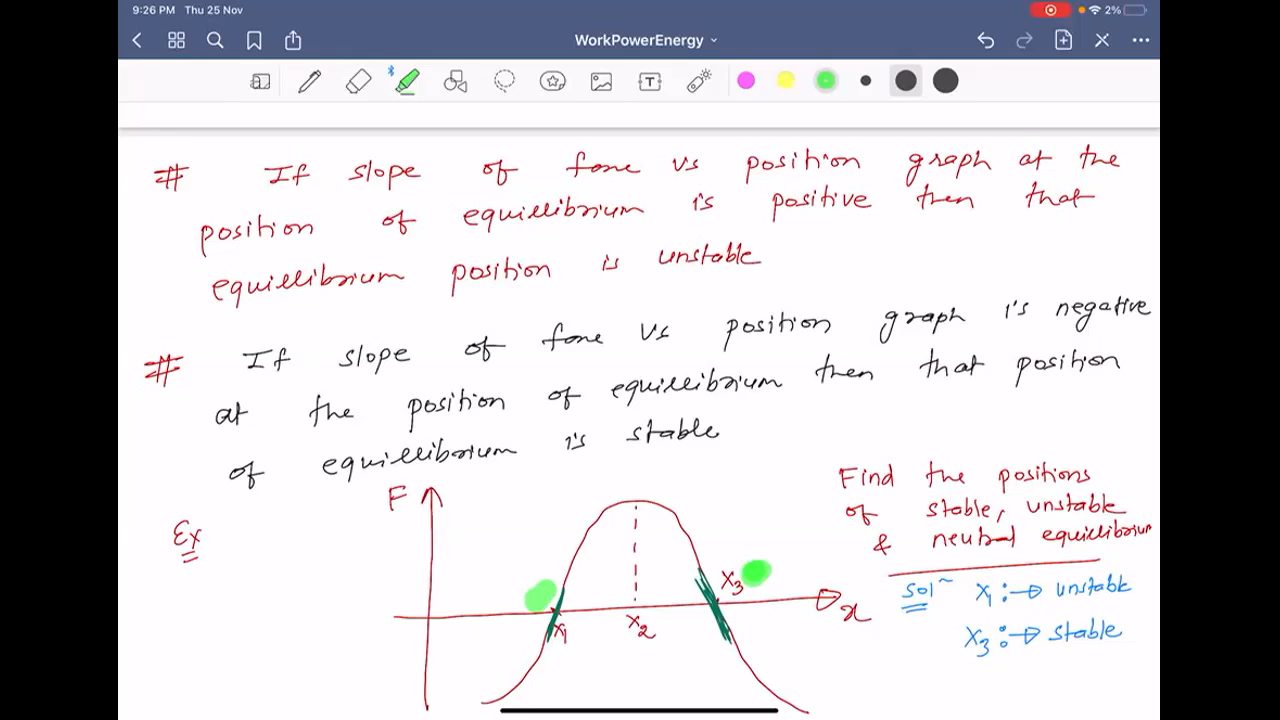 9:26 PM Thu 25 Nov
2%
WorkPowerEnergy
T
# If slope of force vs position graph at the
position of equillibrium is positive then that
equillibrium position is unstable
# If slope of force vs position graph is negative
at the position of equillibrium then that position
of equillibrium is stable
Ex
F
x1
x2
x3
x
Find the positions
of stable, unstable
& neutral equillibrium
Sol~ x1 :→ unstable
x3 :→ stable